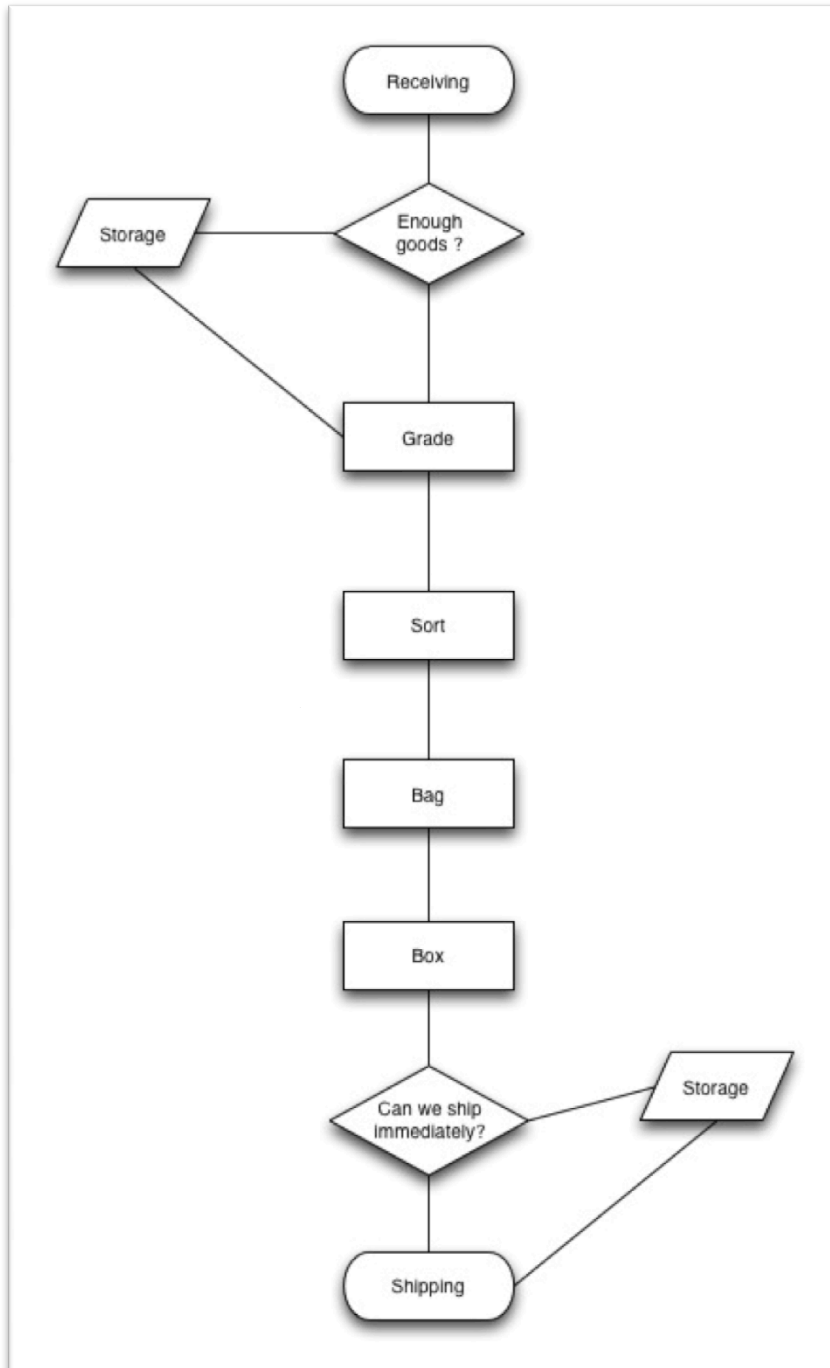 Receiving
Storage
Enough
goods ?
Grade
Sort
Bag
Box
Can we ship
immediately?
Storage
Shipping